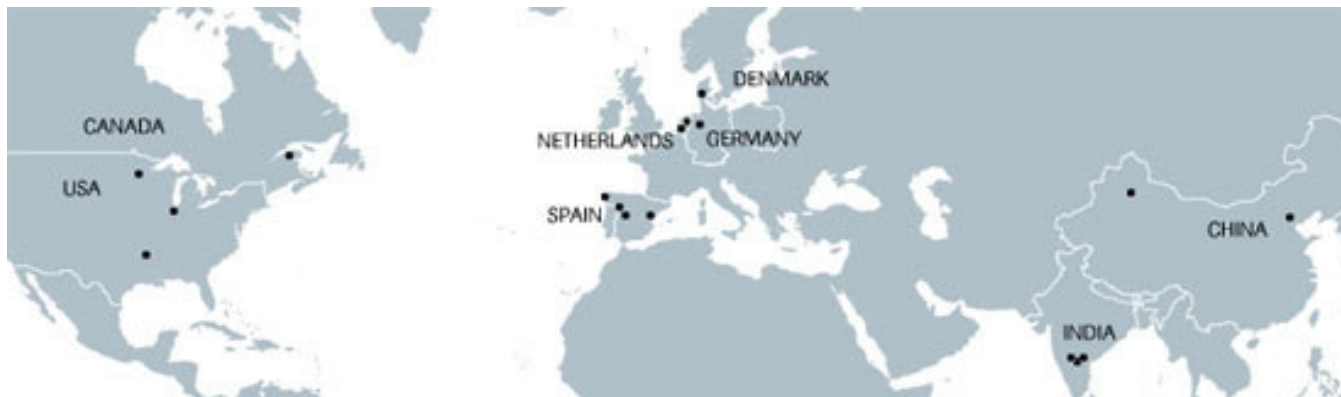 DENMARK
CANADA
NETHERLANDS
GERMANY
USA
SPAIN
CHINA
INDIA